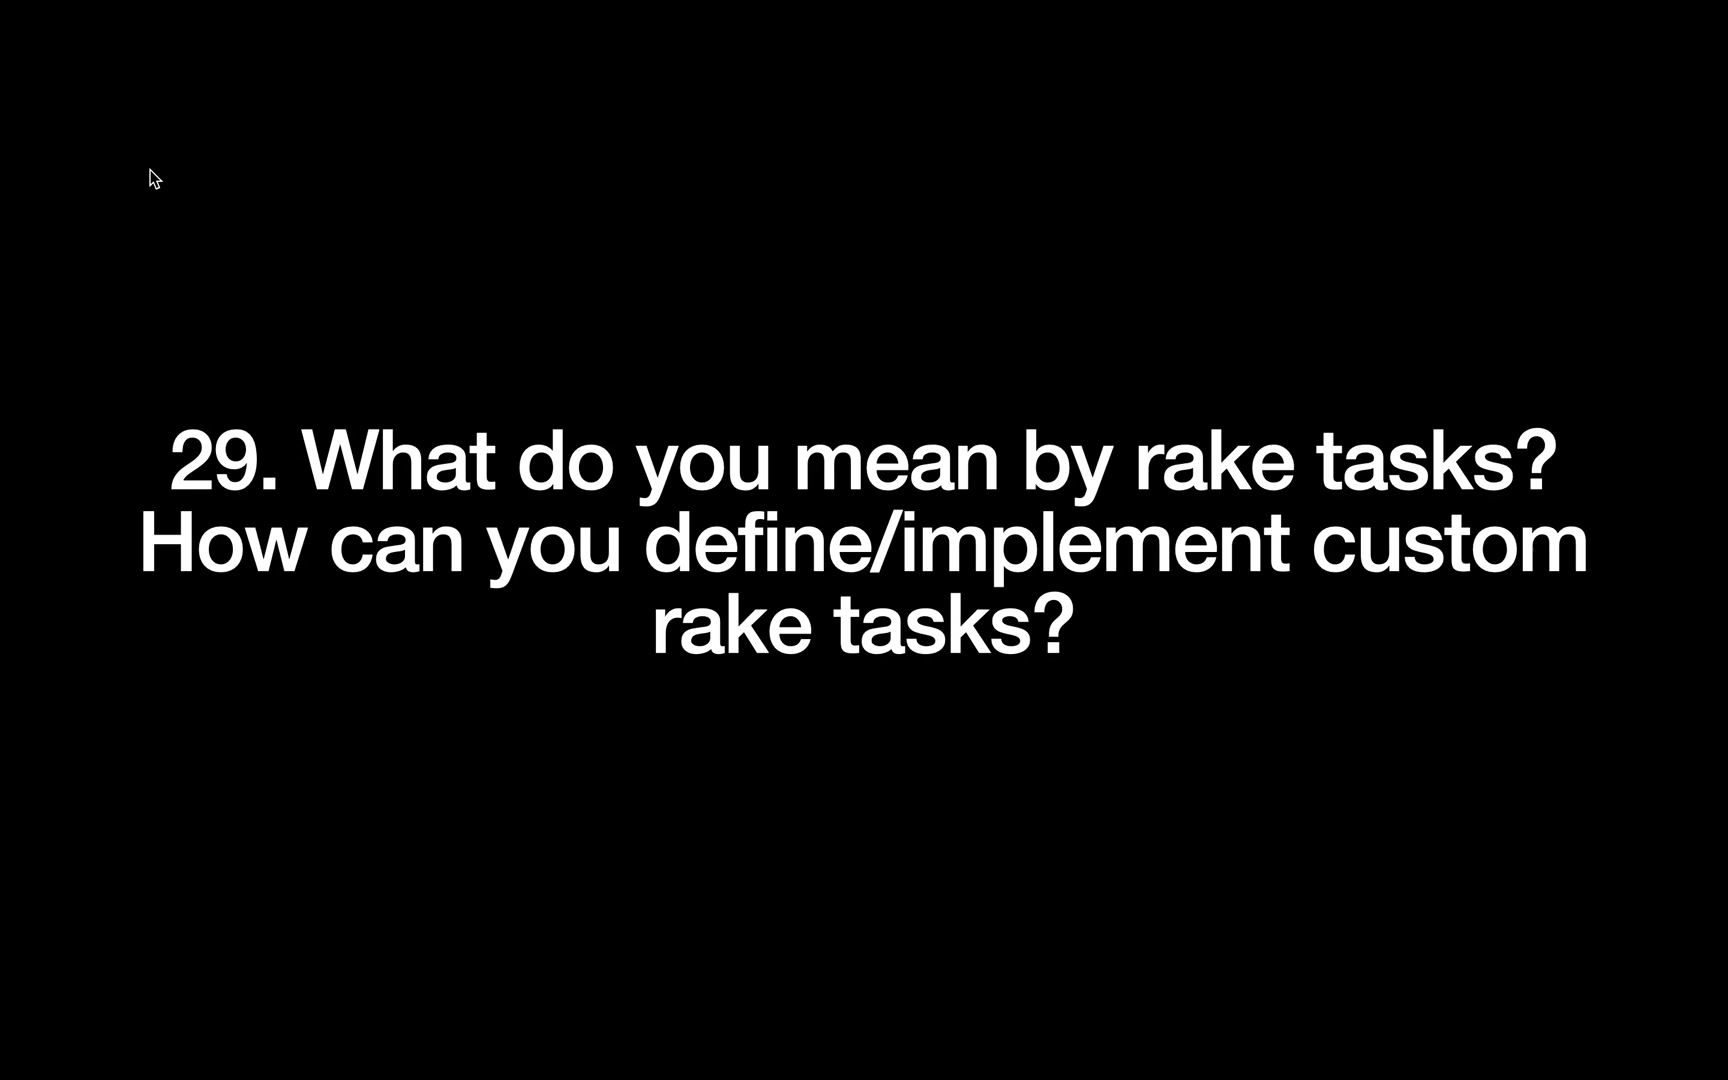 29. What do you mean by rake tasks?
How can you define/implement custom
rake tasks?